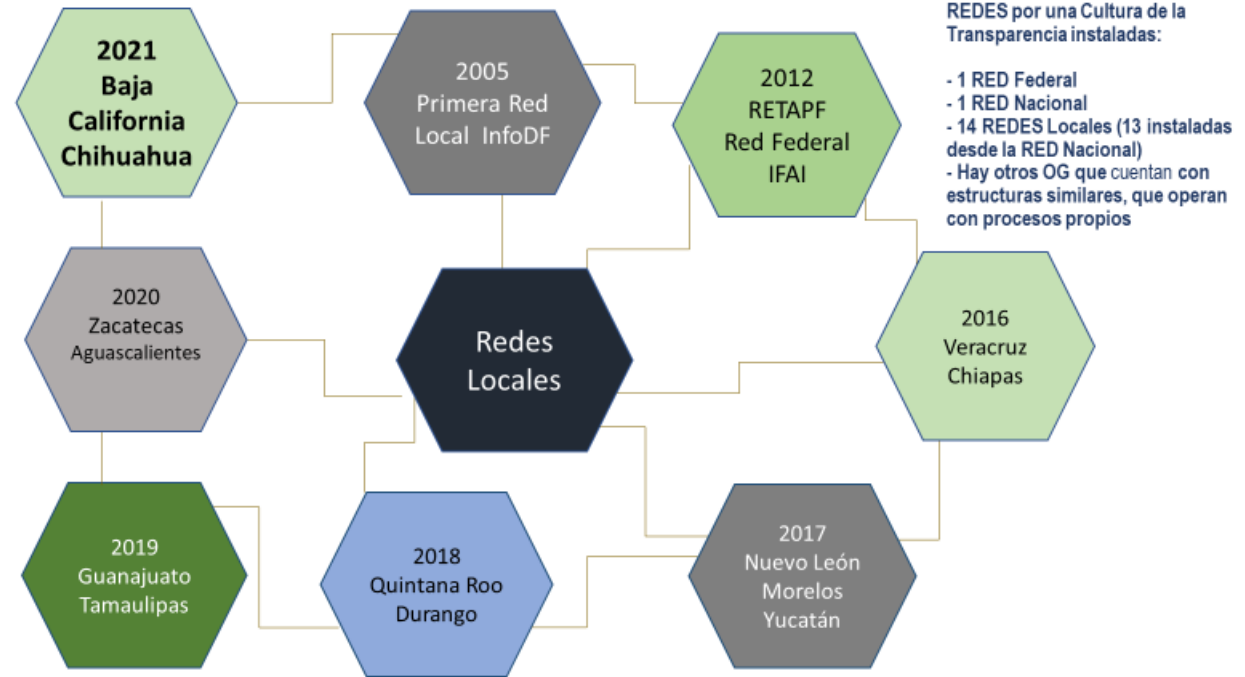 REDES por una Cultura de la
Transparencia instaladas:
- 1 RED Federal
- 1 RED Nacional
- 14 REDES Locales (13 instaladas
desde la RED Nacional)
- Hay otros OG que cuentan con
estructuras similares, que operan
con procesos propios
2021
Baja
California
Chihuahua
2005
Primera Red
Local InfoDF
2012
RETAPF
Red Federal
IFAI
2020
Zacatecas
Aguascalientes
Redes
Locales
2016
Veracruz
Chiapas
2019
Guanajuato
Tamaulipas
2018
Quintana Roo
Durango
2017
Nuevo León
Morelos
Yucatán